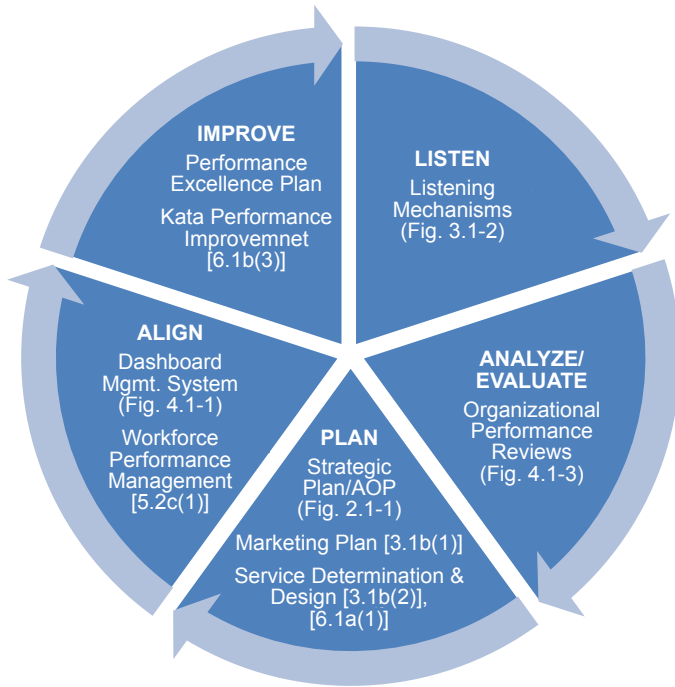 IMPROVE
Performance
Excellence Plan
Kata Performance
Improvemnet
[6.1b(3)]
LISTEN
Listening
Mechanisms
(Fig. 3.1-2)
ANALYZE/
EVALUATE
Organizational
Performance
Reviews
(Fig. 4.1-3)
PLAN
Strategic
Plan/AOP
(Fig. 2.1-1)
Marketing Plan [3.1b(1)]
Service Determination &
Design [3.1b(2)],
[6.1a(1)]
ALIGN
Dashboard
Mgmt. System
(Fig. 4.1-1)
Workforce
Performance
Management
[5.2c(1)]